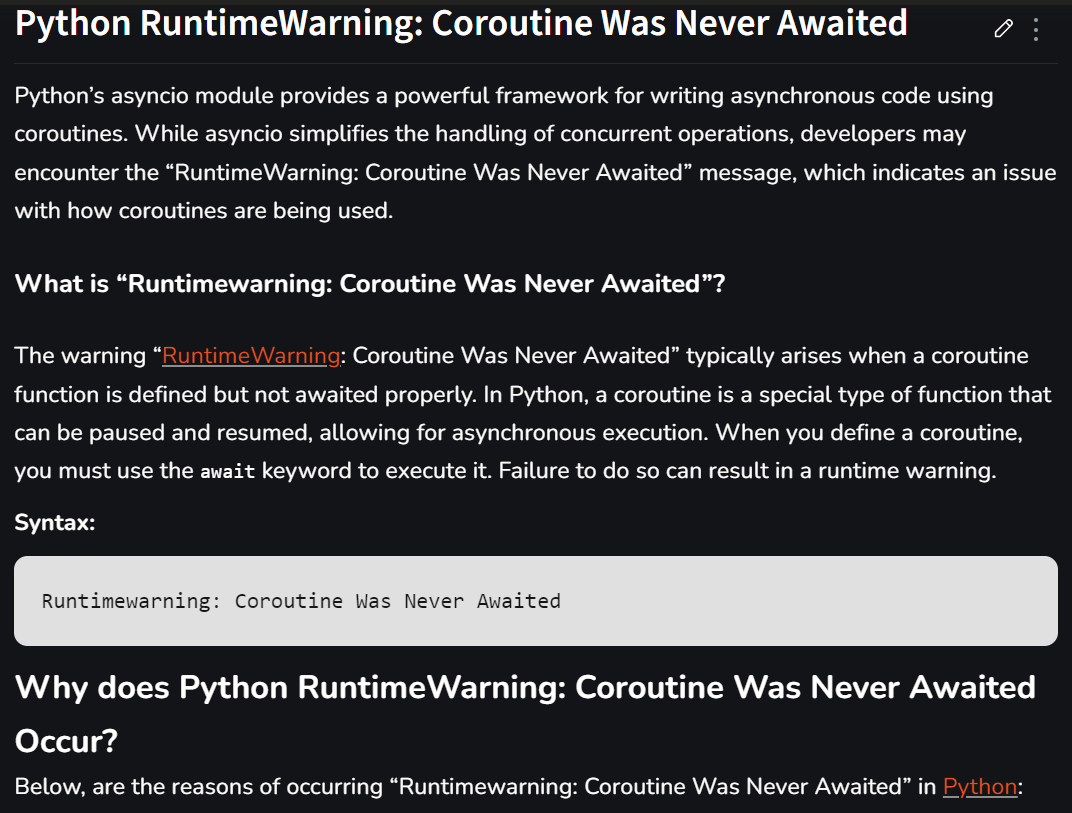 Python RuntimeWarning: Coroutine Was Never Awaited
Python’s asyncio module provides a powerful framework for writing asynchronous code using
coroutines. While asyncio simplifies the handling of concurrent operations, developers may
encounter the “RuntimeWarning: Coroutine Was Never Awaited” message, which indicates an issue
with how coroutines are being used.
What is “Runtimewarning: Coroutine Was Never Awaited”?
The warning “RuntimeWarning: Coroutine Was Never Awaited” typically arises when a coroutine
function is defined but not awaited properly. In Python, a coroutine is a special type of function that
can be paused and resumed, allowing for asynchronous execution. When you define a coroutine,
you must use the await keyword to execute it. Failure to do so can result in a runtime warning.
Syntax:
Runtimewarning: Coroutine Was Never Awaited
Why does Python RuntimeWarning: Coroutine Was Never Awaited
Occur?
Below, are the reasons of occurring “Runtimewarning: Coroutine Was Never Awaited” in Python: